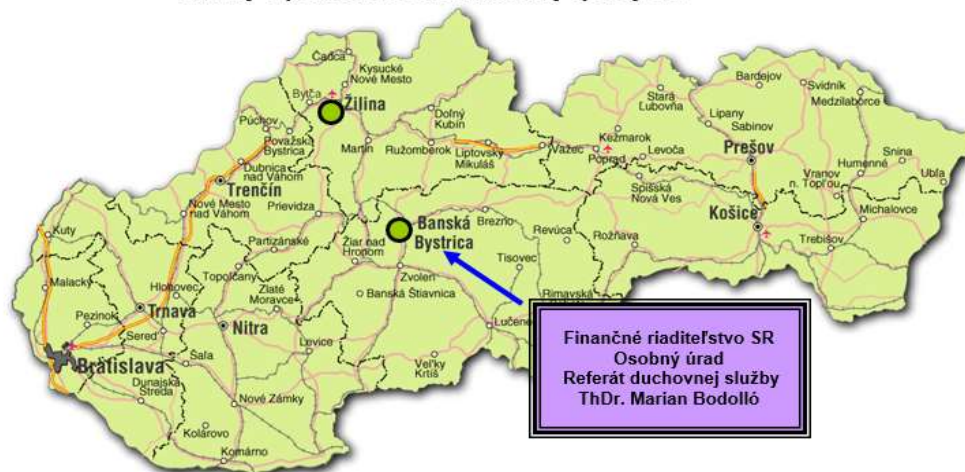 Čadca
Kysucké
Nové Mesto
Bytča
Žilina
Púchov
Považská
Bystrica
Dubnica
nad Váhom
Trenčín
Nové Mesto
nad Váhom
Prievidza
Martin
Ružomberok
Dolný
Kubín
Liptovský
Mikuláš
Važec
Poprad
Kežmarok
Stará
Ľubovňa
Levoča
Spišská
Nová Ves
Lipany
Sabinov
Bardejov
Svidník
Medzilaborce
Prešov
Humenné
Snina
Ubľa
Vranov
n. Topľou
Michalovce
Košice
Trebišov
Rožňava
Revúca
Brezno
Tisovec
Rimavská
Banská
Bystrica
Žiar nad
Hronom
Zvolen
Banská Štiavnica
Partizánske
Topoľčany
Zlaté
Moravce
Kuty
Malacky
Pezinok
Trnava
Hlohovec
Sereď
Nitra
Levice
Bratislava
Šaľa
Dunajská
Streda
Nové Zámky
Kolárovo
Komárno
Veľký
Krtíš
Lučene
Finančné riaditeľstvo SR
Osobný úrad
Referát duchovnej služby
ThDr. Marian Bodolló